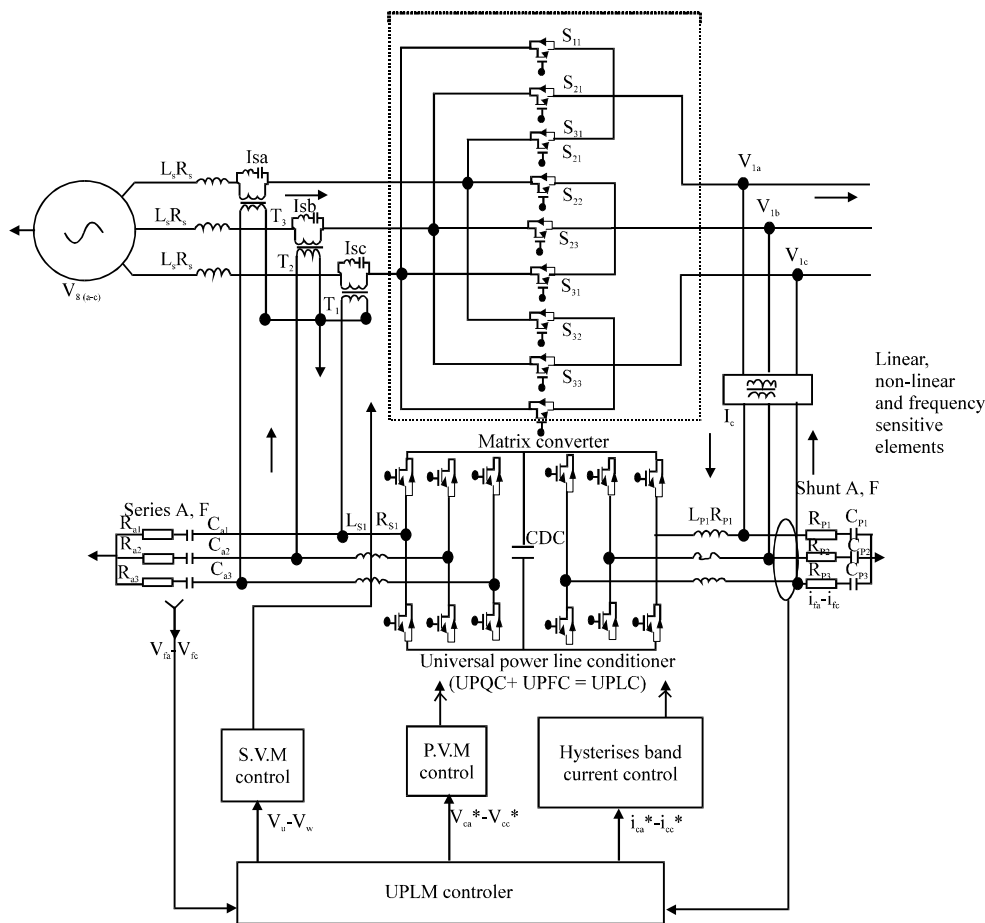 S11
S21
S31
S21
S22
S23
S31
S32
S33
Isa
LsRs
T3
Isb
LsRs
T2
Isc
LsRs
T1
V8 (a-c)
V1a
V1b
V1c
Ic
Linear,
non-linear
and frequency
sensitive
elements
Matrix converter
Series A, F
Ra1
Ca1
Ra2
Ca2
Ra3
Ca3
LS1
RS1
CDC
LP1RP1
Shunt A, F
RP1
CP1
RP2
CP2
RP3
CP3
ifa-ifc
Vfa-Vfc
Universal power line conditioner
(UPQC+ UPFC = UPLC)
S.V.M
control
P.V.M
control
Hysterises band
current control
Vu-Vw
Vca*-Vcc*
ica*-icc*
UPLM controler